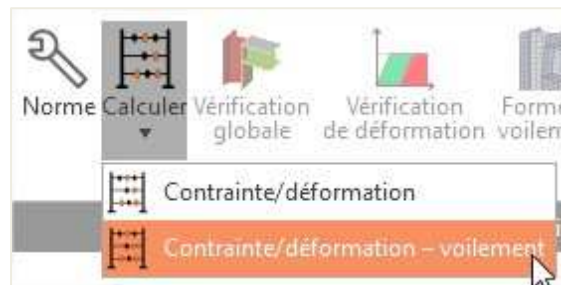 Norme Calculer Vérification Vérification
globale de déformation
Contrainte/déformation
Contrainte/déformation – voilement